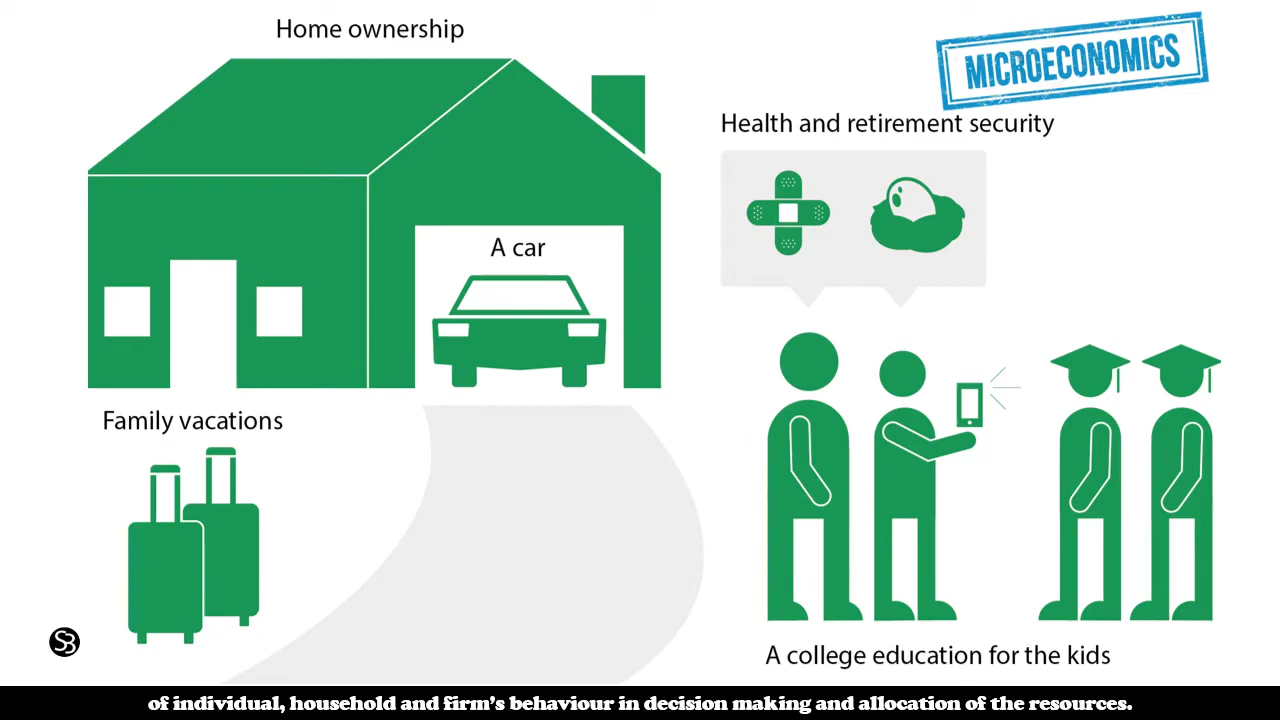 Home ownership
MICROECONOMICS
Health and retirement security
A car
Family vacations
SB
A college education for the kids
of individual, household and firm's behaviour in decision making and allocation of the resources.